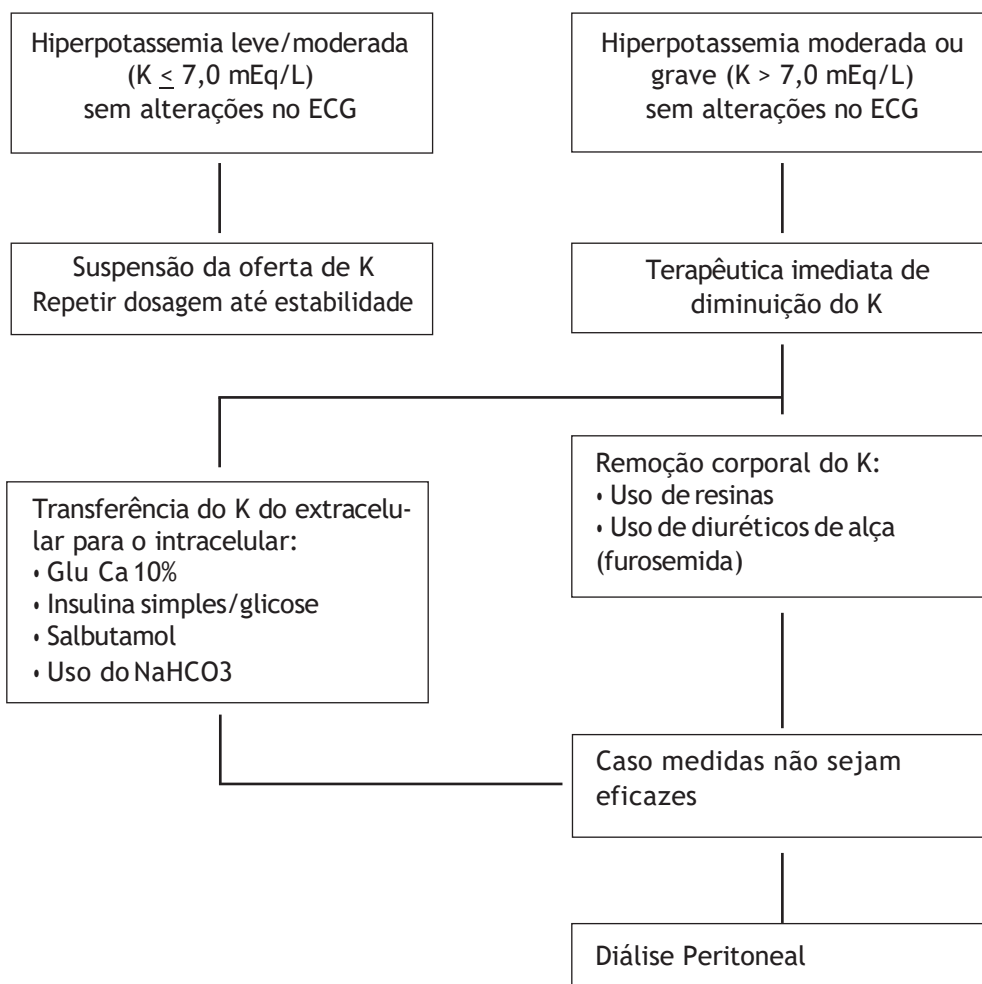 Hiperpotassemia leve/moderada
(K ≤ 7,0 mEq/L)
sem alterações no ECG
Hiperpotassemia moderada ou
grave (K > 7,0 mEq/L)
sem alterações no ECG
Suspensão da oferta de K
Repetir dosagem até estabilidade
Terapêutica imediata de
diminuição do K
Transferência do K do extracelu-
lar para o intracelular:
• Glu Ca 10%
• Insulina simples/glicose
• Salbutamol
• Uso do NaHCO3
Remoção corporal do K:
• Uso de resinas
• Uso de diuréticos de alça
(furosemida)
Caso medidas não sejam
eficazes
Diálise Peritoneal